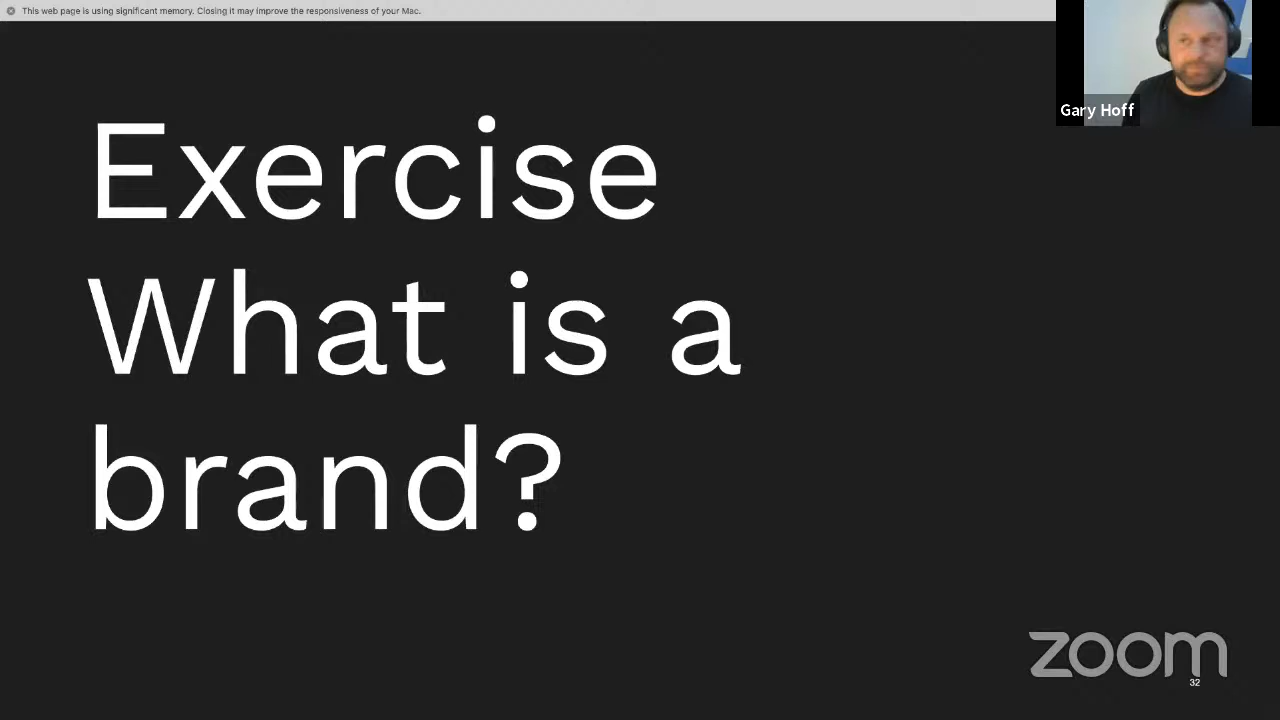 This web page is using significant memory. Closing it may improve the responsiveness of your Mac.
Gary Hoff
Exercise
What is a
brand?
zoom
32